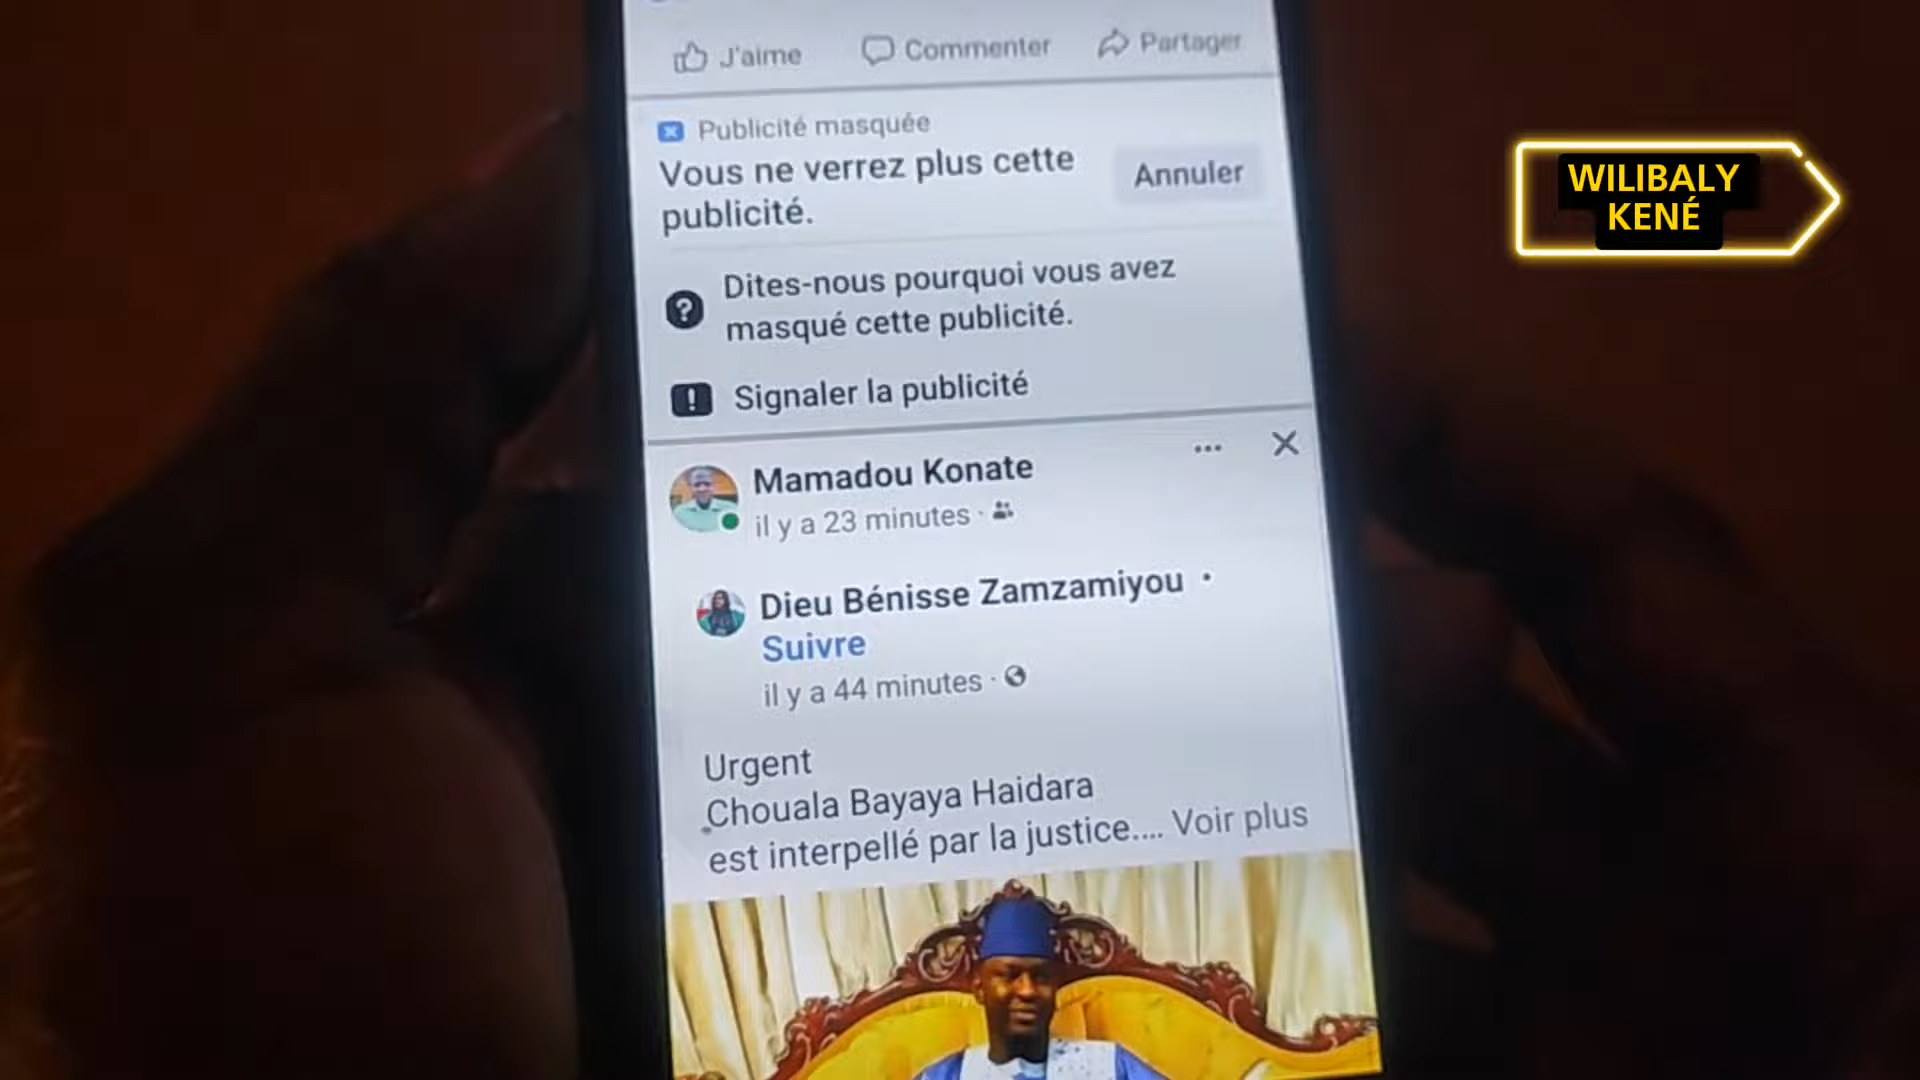 J'aime
Commenter
Partager
Publicité masquée
Vous ne verrez plus cette
publicité.
Annuler
Dites-nous pourquoi vous avez
masqué cette publicité.
Signaler la publicité
Mamadou Konate
il y a 23 minutes ·
Dieu Bénisse Zamzamiyou ·
Suivre
il y a 44 minutes ·
Urgent
Chouala Bayaya Haidara
est interpellé par la justice.... Voir plus
WILIBALY
KENÉ